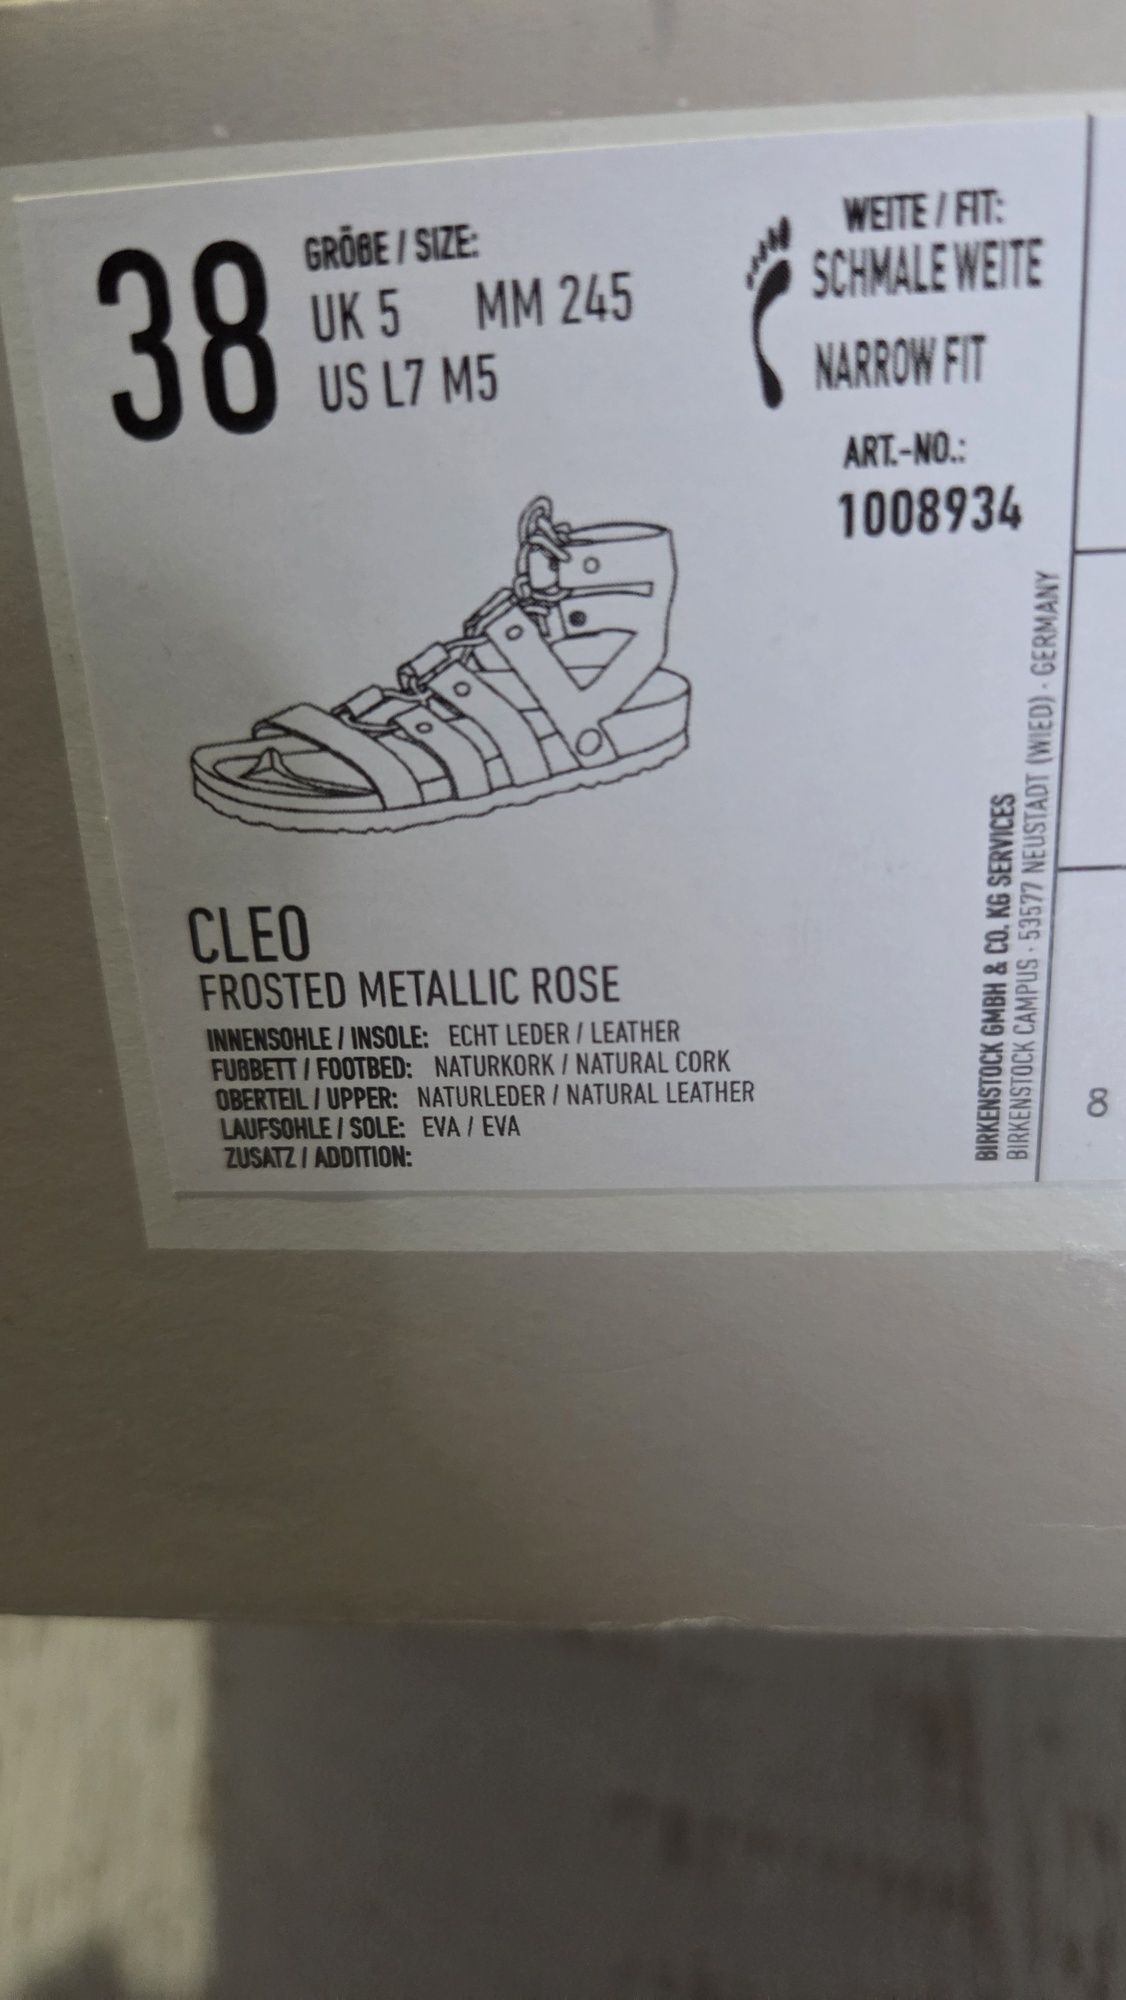 38
GRÖßE / SIZE:
UK 5 MM 245
US L7 M5
WEITE / FIT:
SCHMALE WEITE
NARROW FIT
ART.-NO.:
1008934
CLEO
FROSTED METALLIC ROSE
INNENSOHLE / INSOLE: ECHT LEDER / LEATHER
FUßBETT / FOOTBED: NATURKORK / NATURAL CORK
OBERTEIL / UPPER: NATURLEDER / NATURAL LEATHER
LAUFSOHLE / SOLE: EVA / EVA
ZUSATZ / ADDITION:
BIRKENSTOCK GMBH & CO. KG SERVICES
BIRKENSTOCK CAMPUS · 53577 NEUSTADT (WIED) · GERMANY
8